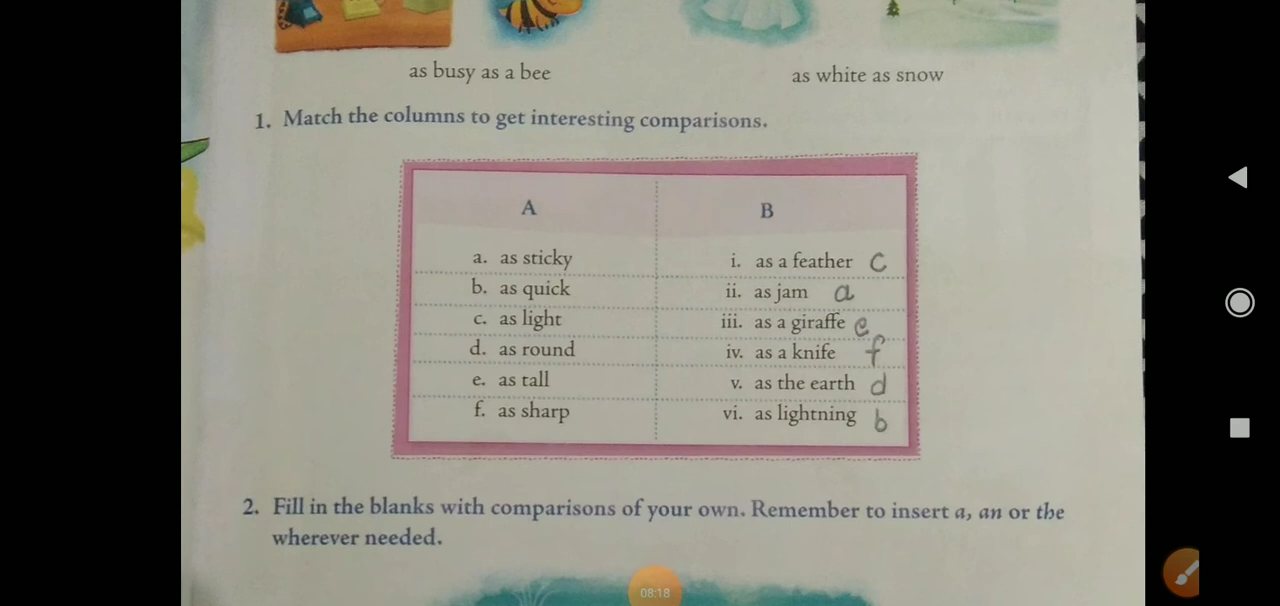 as busy as a bee as white as snow
1. Match the columns to get interesting comparisons.
A B
a. as sticky i. as a feather c
b. as quick ii. as jam a
c. as light iii. as a giraffe e
d. as round iv. as a knife f
e. as tall v. as the earth d
f. as sharp vi. as lightning b
2. Fill in the blanks with comparisons of your own. Remember to insert a, an or the
wherever needed.
08:18